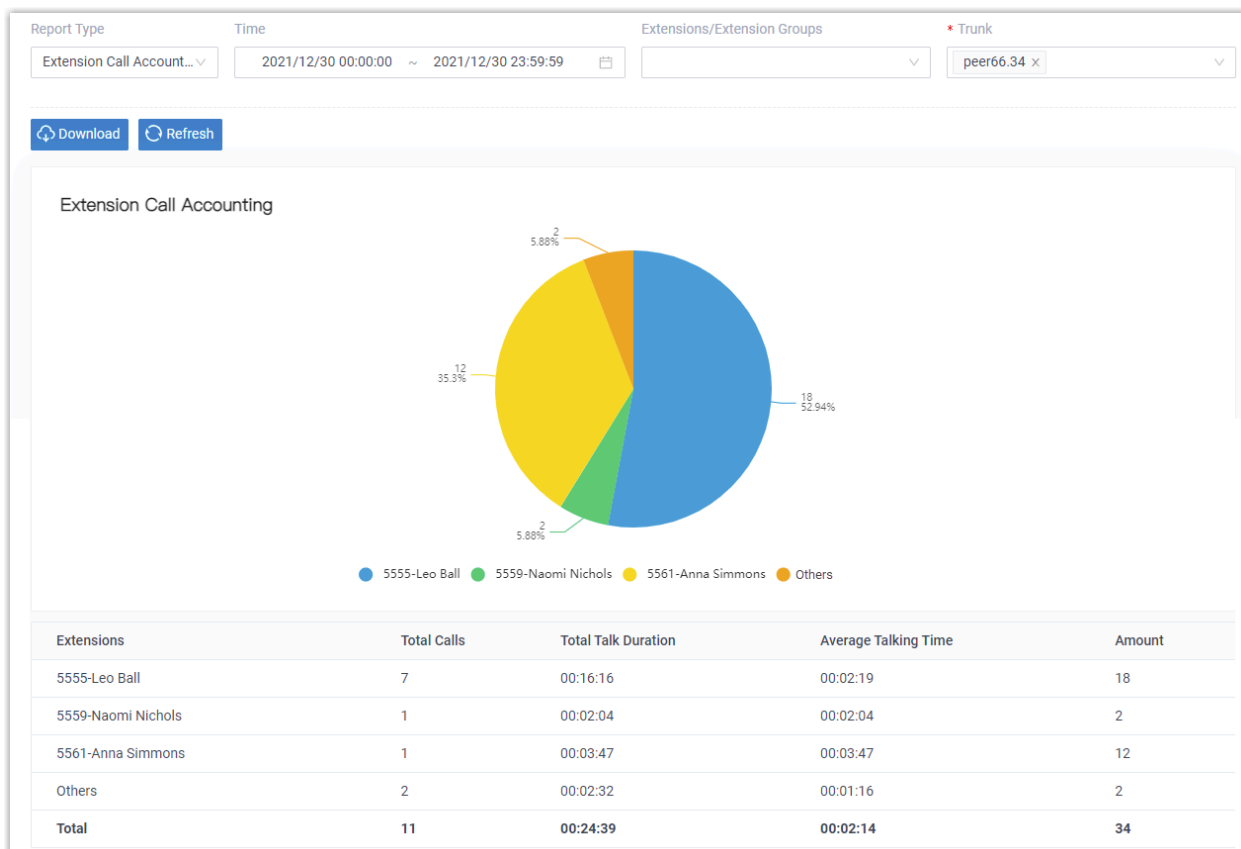 Report Type Time Extensions/Extension Groups * Trunk
Extension Call Account... 2021/12/30 00:00:00 ~ 2021/12/30 23:59:59 peer66.34 x
Download Refresh
Extension Call Accounting
2
5.88%
12
35.3%
18
52.94%
2
5.88%
5555-Leo Ball 5559-Naomi Nichols 5561-Anna Simmons Others
Extensions Total Calls Total Talk Duration Average Talking Time Amount
5555-Leo Ball 7 00:16:16 00:02:19 18
5559-Naomi Nichols 1 00:02:04 00:02:04 2
5561-Anna Simmons 1 00:03:47 00:03:47 12
Others 2 00:02:32 00:01:16 2
Total 11 00:24:39 00:02:14 34